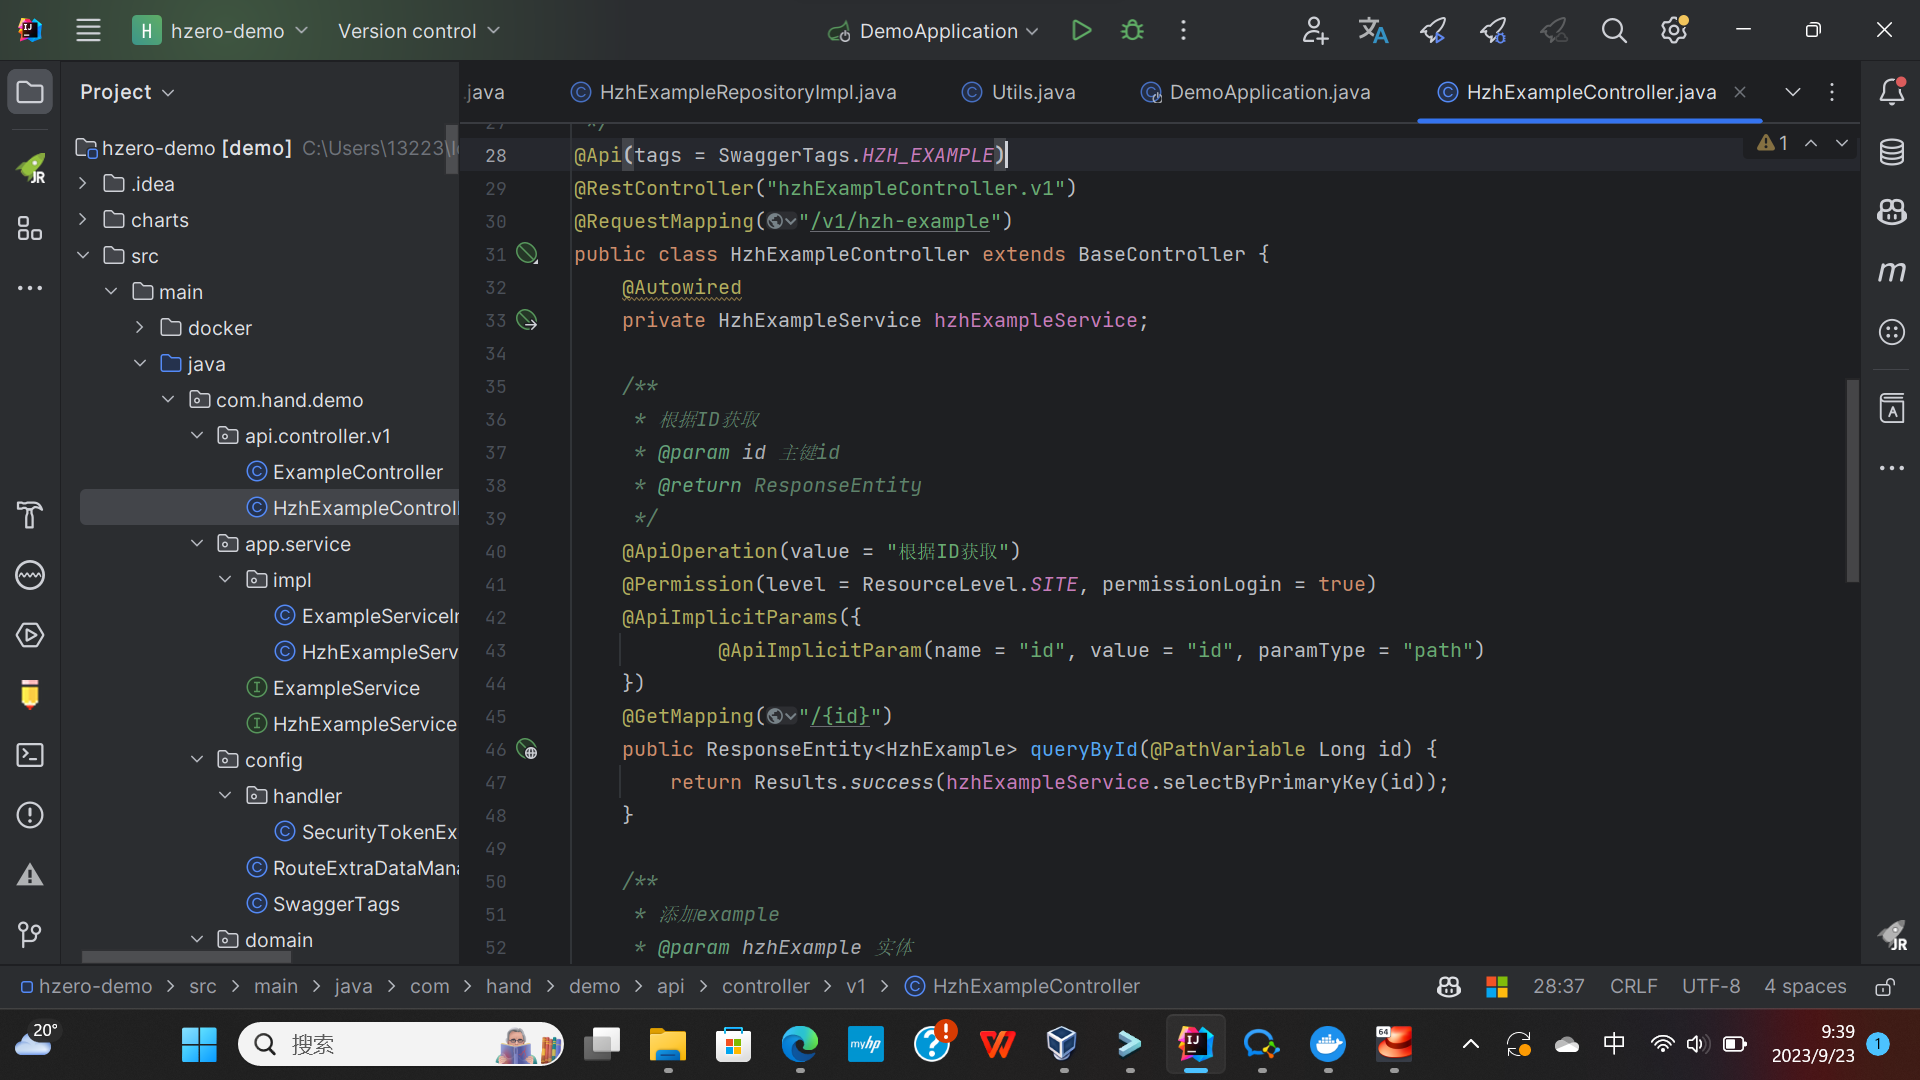 hzero-demo
Version control
DemoApplication
Project
.java
HzhExampleRepositoryImpl.java
Utils.java
DemoApplication.java
HzhExampleController.java
hzero-demo [demo] C:\Users\13223\
.idea
charts
src
main
docker
java
com.hand.demo
api.controller.v1
ExampleController
HzhExampleControl
app.service
impl
ExampleServiceIr
HzhExampleServ
ExampleService
HzhExampleService
config
handler
SecurityTokenEx
RouteExtraDataMana
SwaggerTags
domain
1
27 */
28 @Api(tags = SwaggerTags.HZH_EXAMPLE)
29 @RestController("hzhExampleController.v1")
30 @RequestMapping("/v1/hzh-example")
31 public class HzhExampleController extends BaseController {
32 @Autowired
33 private HzhExampleService hzhExampleService;
34
35 /**
36 * 根据ID获取
37 * @param id 主键id
38 * @return ResponseEntity
39 */
40 @ApiOperation(value = "根据ID获取")
41 @Permission(level = ResourceLevel.SITE, permissionLogin = true)
42 @ApiImplicitParams({
43 @ApiImplicitParam(name = "id", value = "id", paramType = "path")
44 })
45 @GetMapping("/{id}")
46 public ResponseEntity<HzhExample> queryById(@PathVariable Long id) {
47 return Results.success(hzhExampleService.selectByPrimaryKey(id));
48 }
49
50 /**
51 * 添加example
52 * @param hzhExample 实体
hzero-demo > src > main > java > com > hand > demo > api > controller > v1 > HzhExampleController
28:37 CRLF UTF-8 4 spaces
20°
搜索
中
9:39
2023/9/23
1